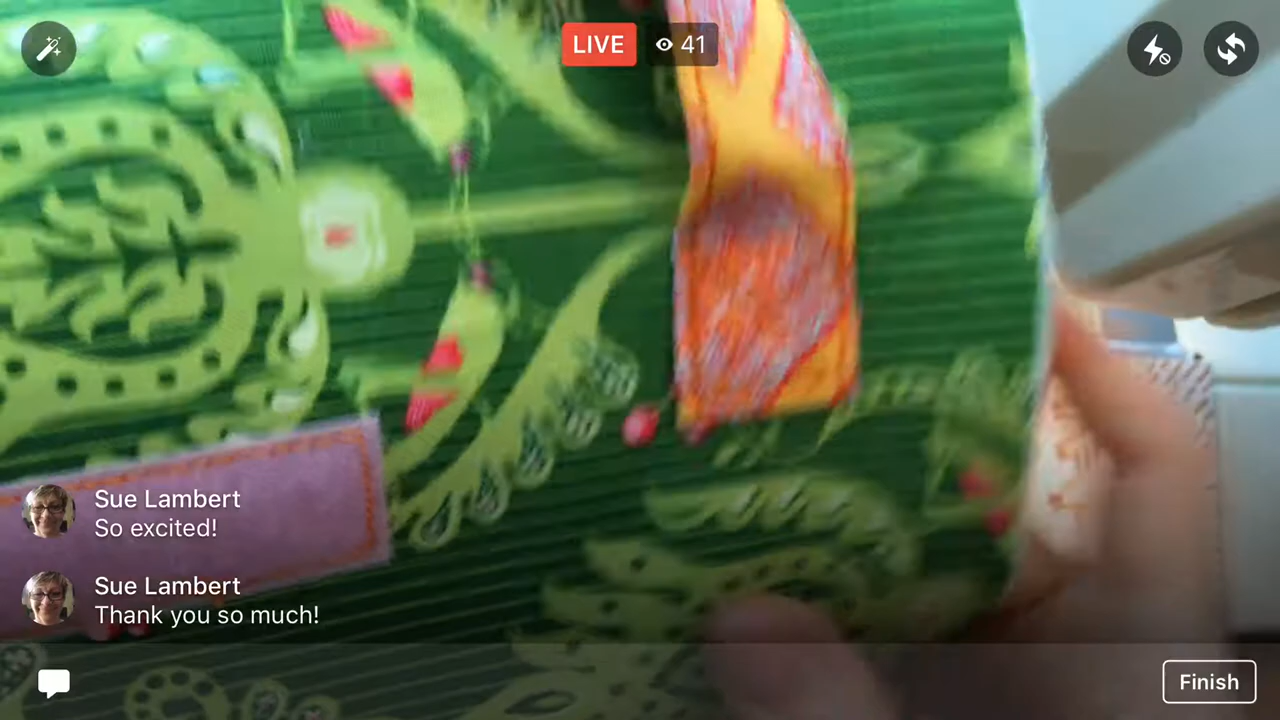 LIVE 41
Sue Lambert
So excited!
Sue Lambert
Thank you so much!
Finish